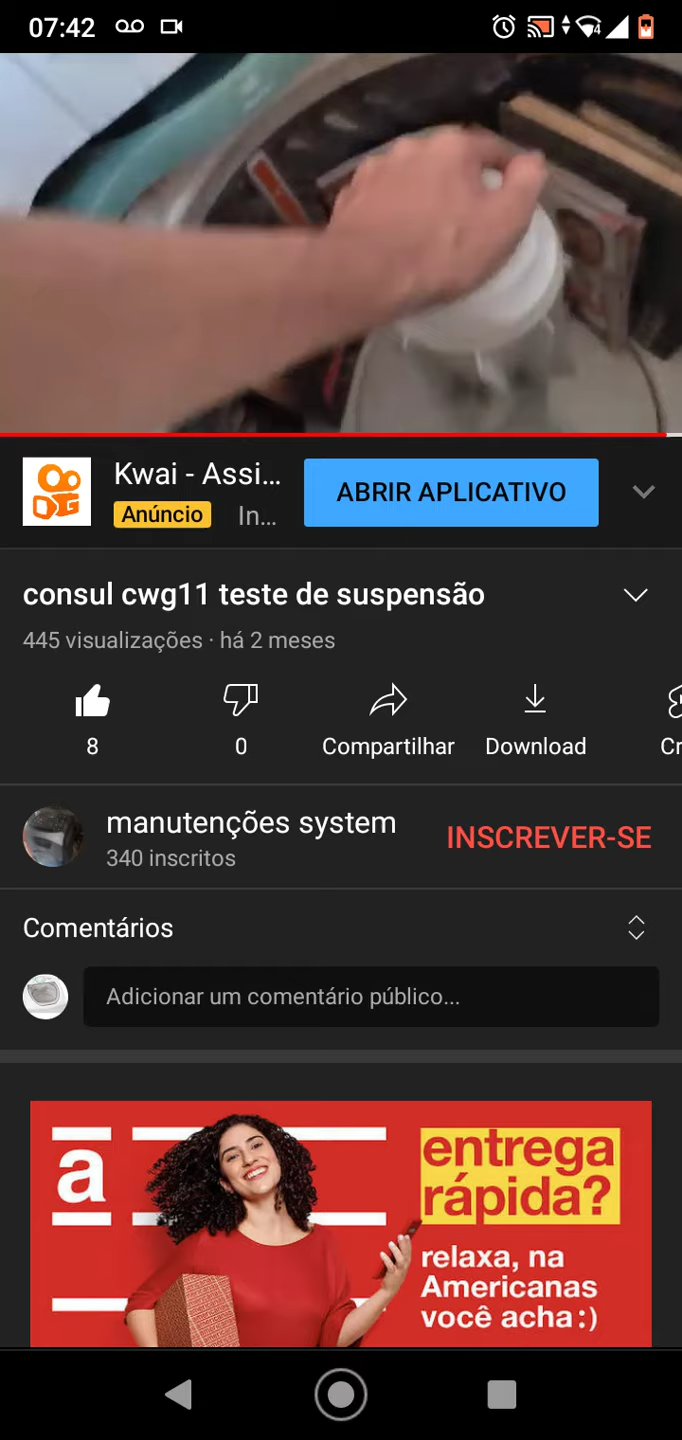 07:42
4
Kwai - Assi...
Anúncio In...
ABRIR APLICATIVO
consul cwg11 teste de suspensão
445 visualizações · há 2 meses
8 0 Compartilhar Download Cr
manutenções system
340 inscritos
INSCREVER-SE
Comentários
Adicionar um comentário público...
a
entrega
rápida?
relaxa, na
Americanas
você acha:)